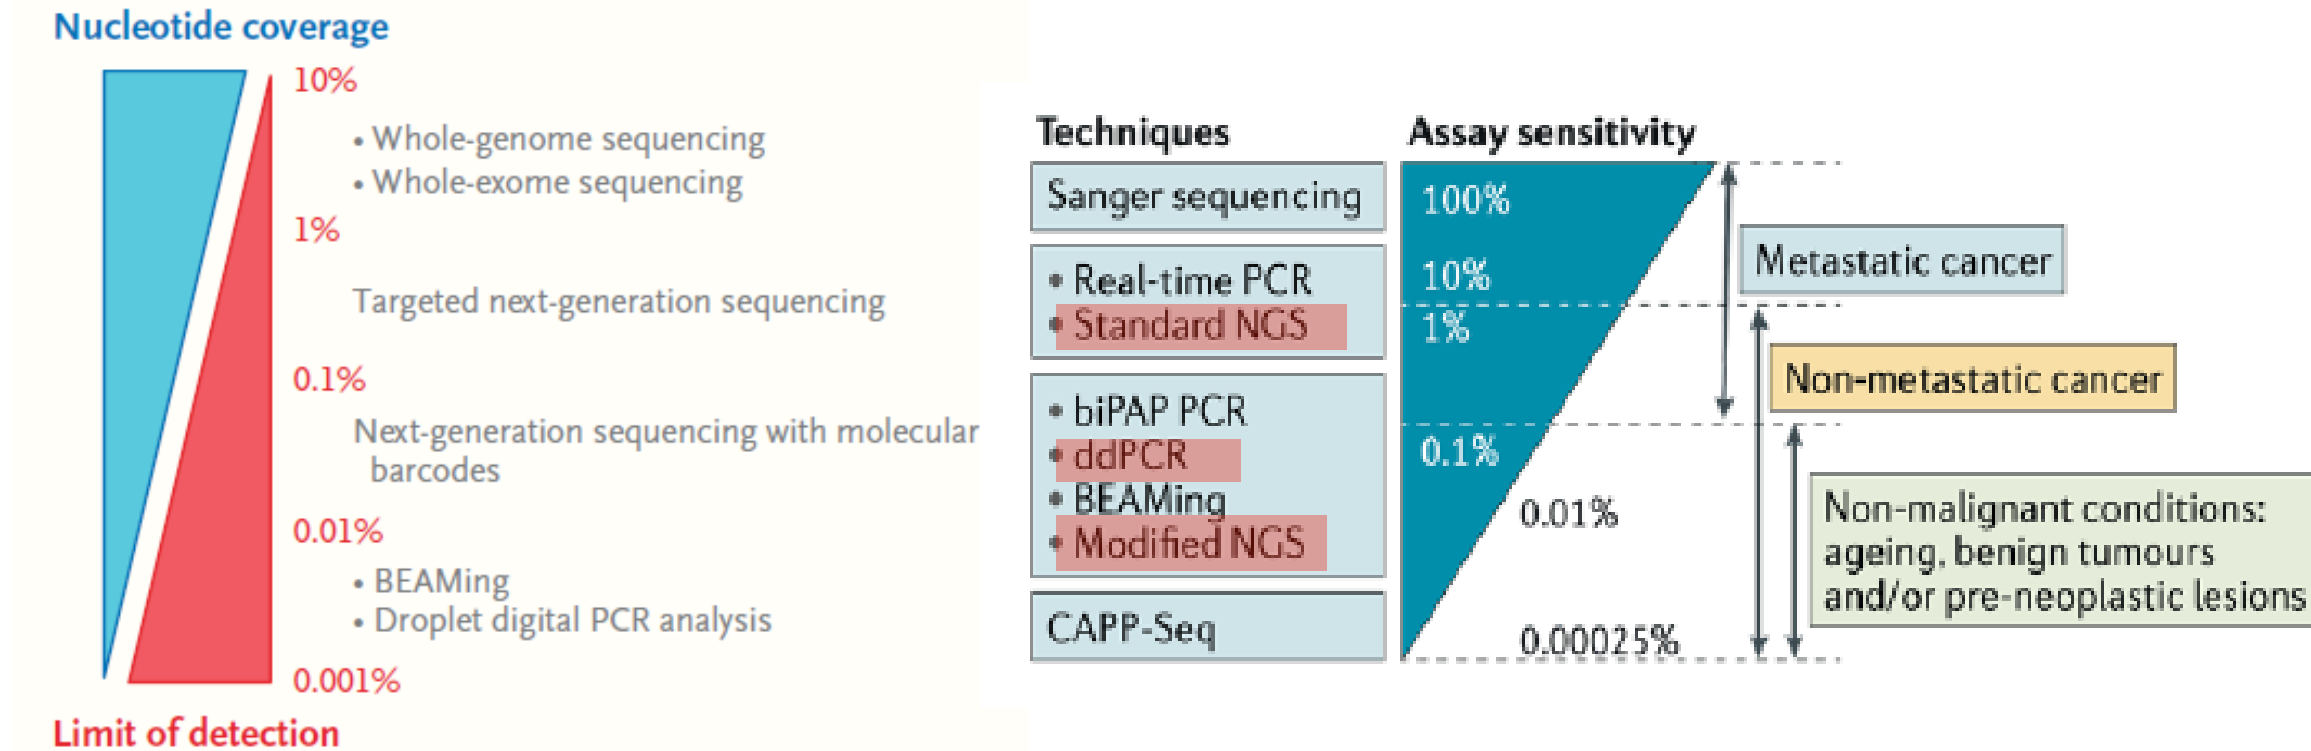 Nucleotide coverage
10%
• Whole-genome sequencing
• Whole-exome sequencing
1%
Targeted next-generation sequencing
0.1%
Next-generation sequencing with molecular
barcodes
0.01%
• BEAMing
• Droplet digital PCR analysis
0.001%
Limit of detection
Techniques
Sanger sequencing
• Real-time PCR
• Standard NGS
• biPAP PCR
• ddPCR
• BEAMing
• Modified NGS
CAPP-Seq
Assay sensitivity
100%
10%
1%
0.1%
0.01%
0.00025%
Metastatic cancer
Non-metastatic cancer
Non-malignant conditions:
ageing, benign tumours
and/or pre-neoplastic lesions